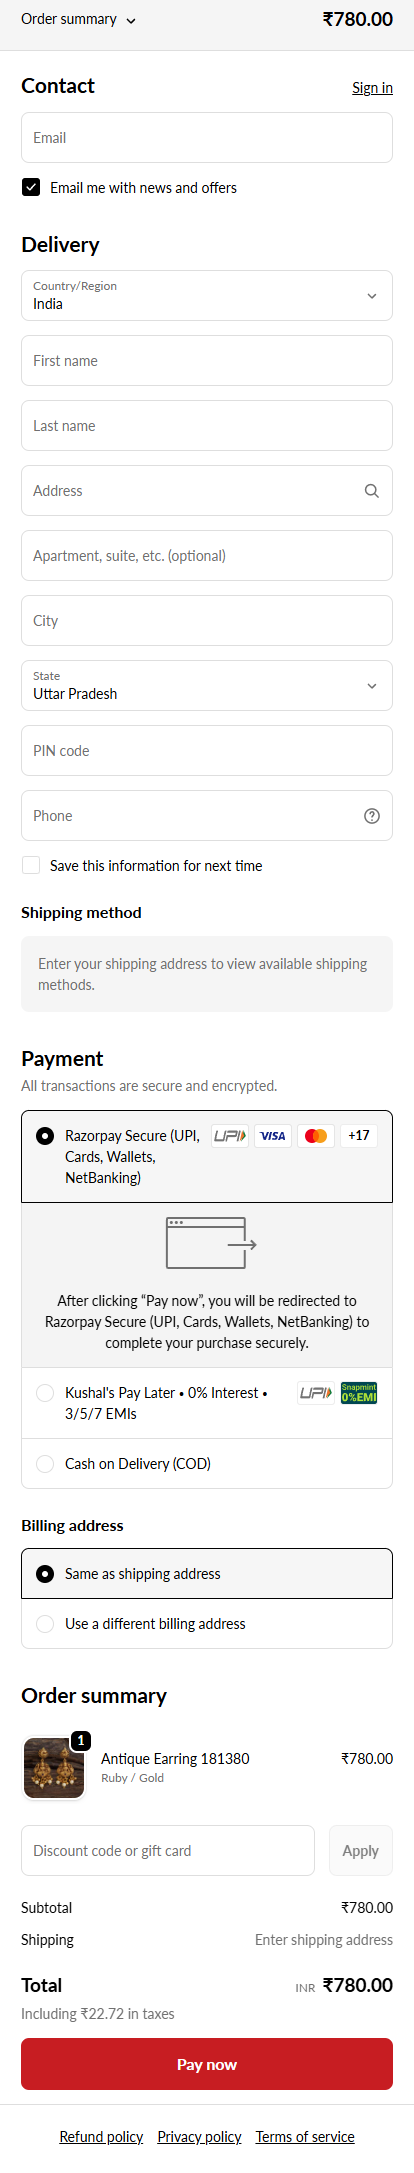 Order summary ₹780.00
Contact Sign in
Email
Email me with news and offers
Delivery
Country/Region
India
First name
Last name
Address
Apartment, suite, etc. (optional)
City
State
Uttar Pradesh
PIN code
Phone
Save this information for next time
Shipping method
Enter your shipping address to view available shipping
methods.
Payment
All transactions are secure and encrypted.
Razorpay Secure (UPI, UPI VISA +17
Cards, Wallets,
NetBanking)
After clicking “Pay now”, you will be redirected to
Razorpay Secure (UPI, Cards, Wallets, NetBanking) to
complete your purchase securely.
Kushal's Pay Later • 0% Interest • UPI Snapmint
3/5/7 EMIs 0%EMI
Cash on Delivery (COD)
Billing address
Same as shipping address
Use a different billing address
Order summary
1
Antique Earring 181380 ₹780.00
Ruby / Gold
Discount code or gift card Apply
Subtotal ₹780.00
Shipping Enter shipping address
Total INR ₹780.00
Including ₹22.72 in taxes
Pay now
Refund policy Privacy policy Terms of service